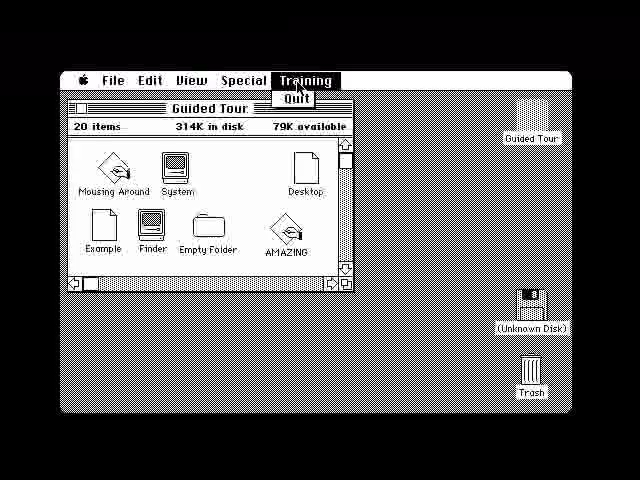 File Edit View Special Training
Quit
Guided Tour
20 items 314K in disk 79K available
Mousing Around System Desktop
Example Finder Empty Folder AMAZING
Guided Tour
(Unknown Disk)
Trash